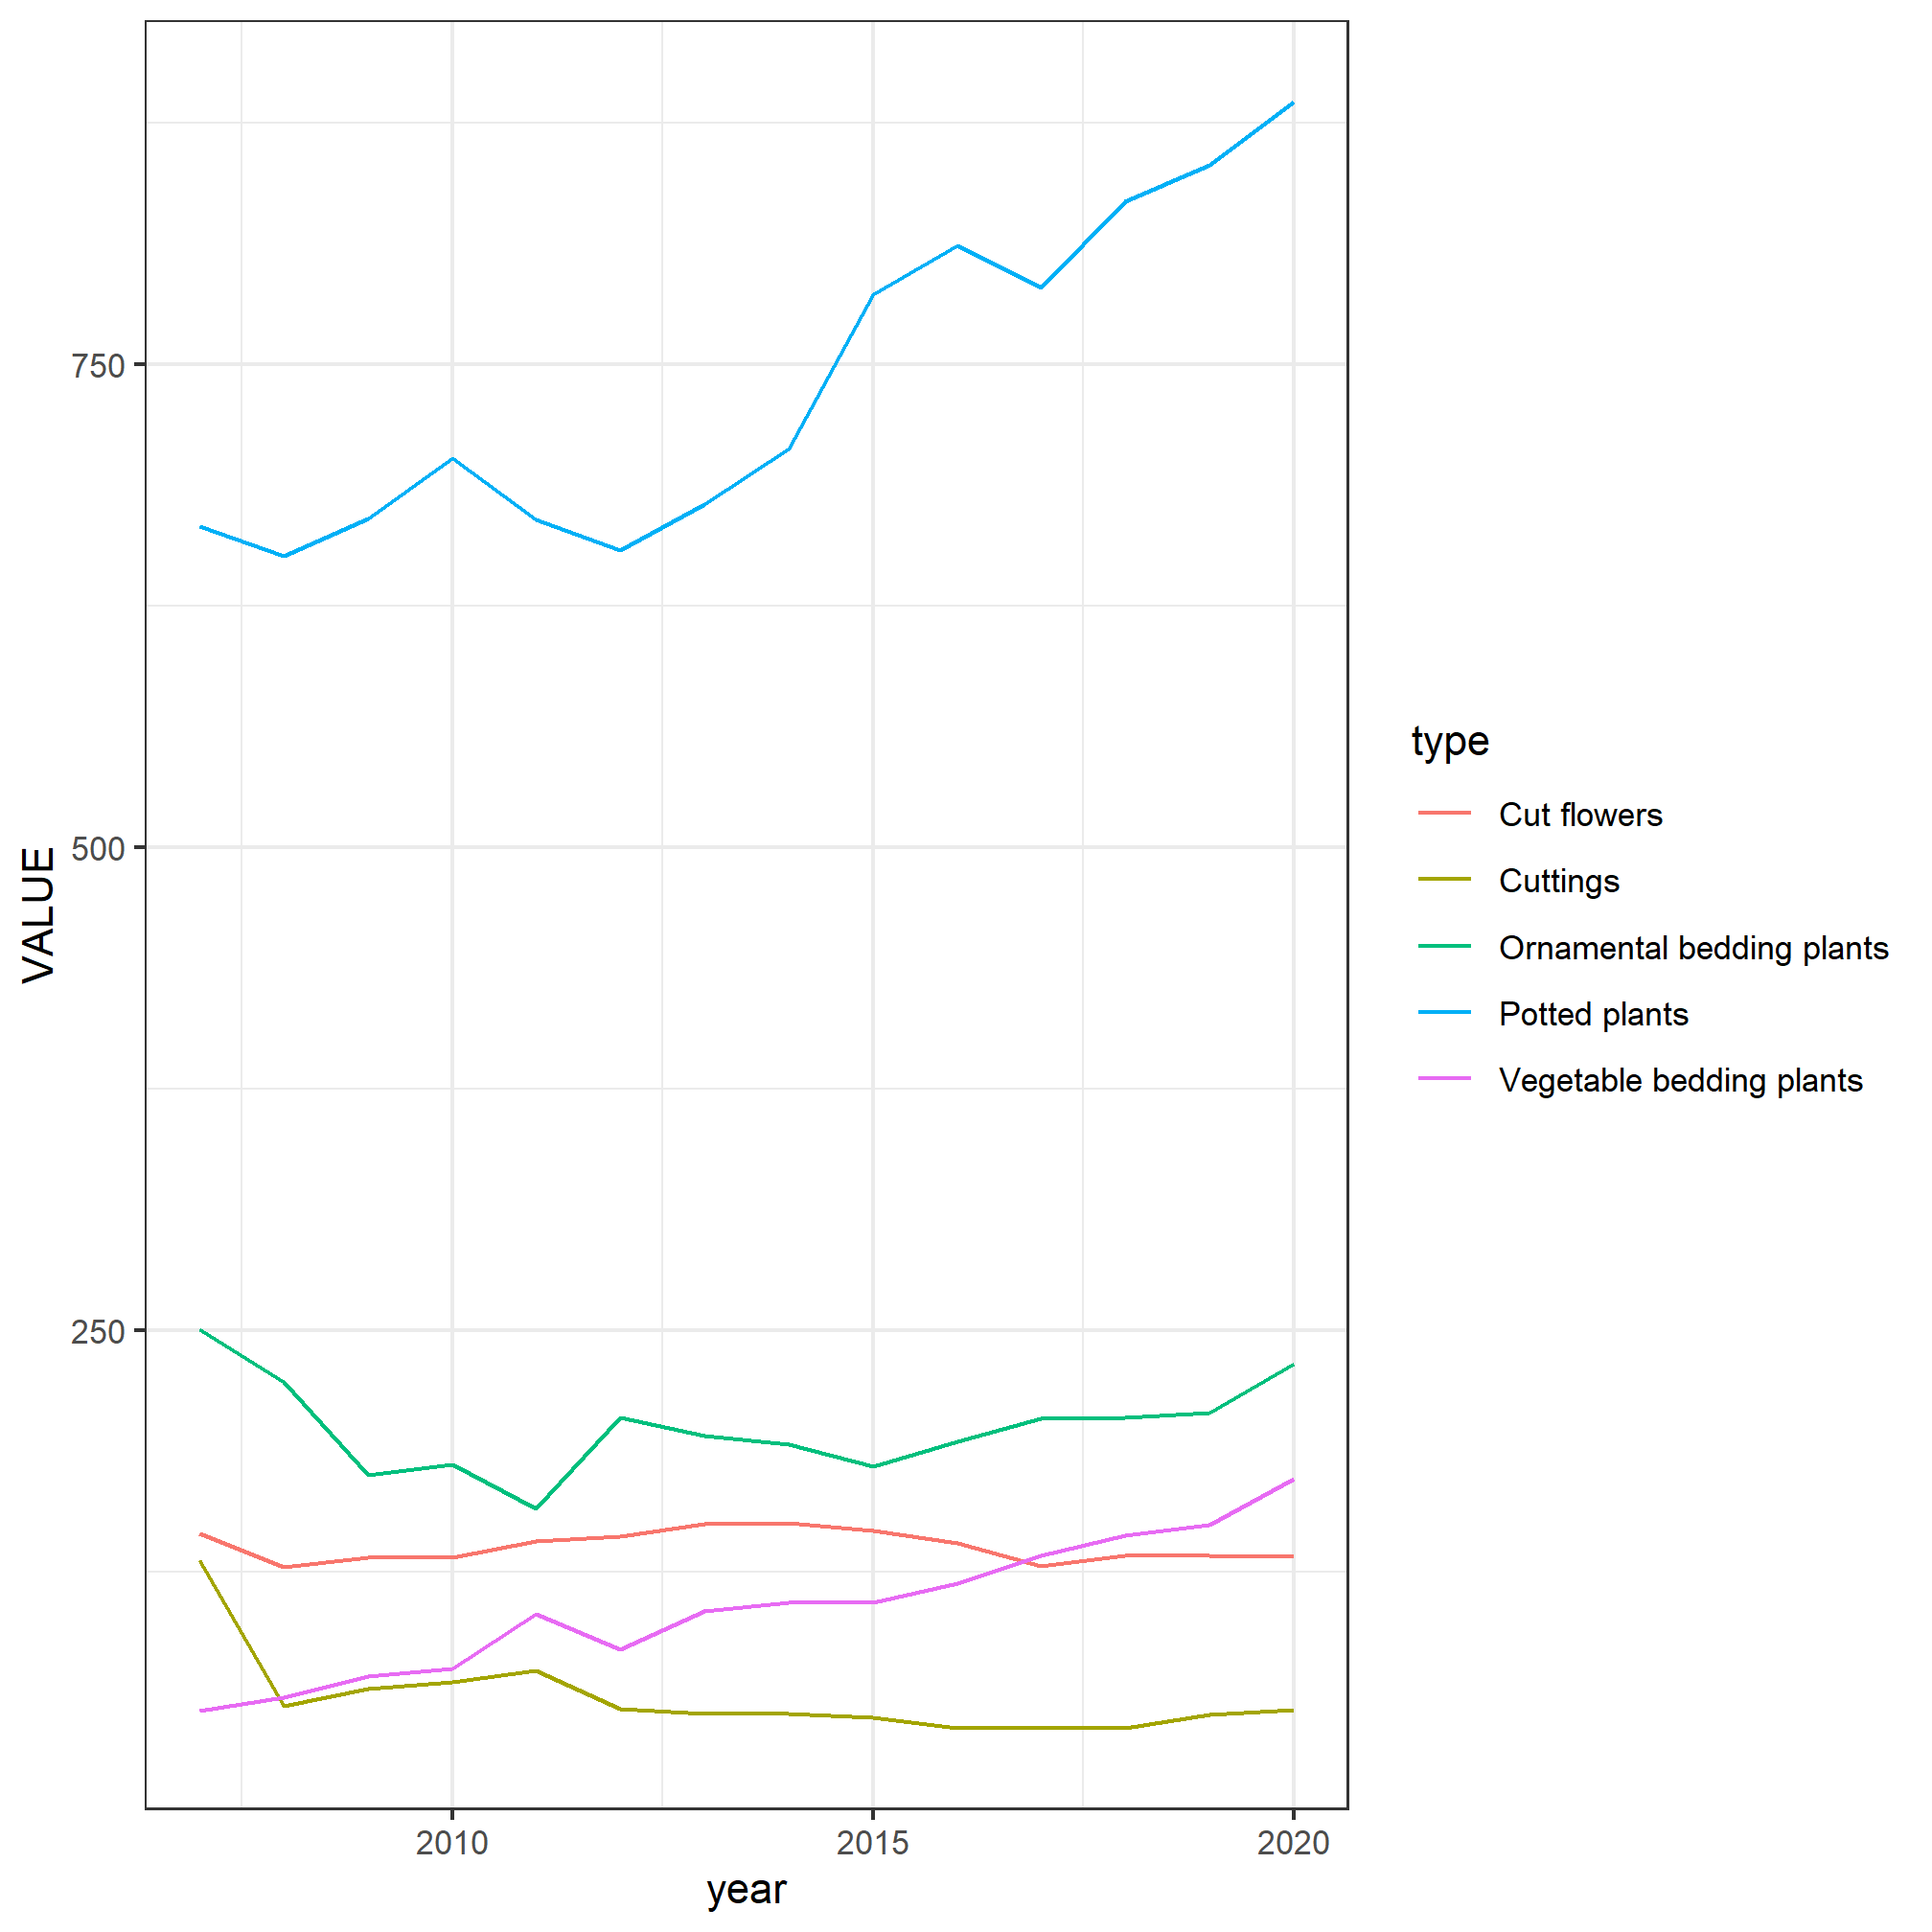 VALUE
750
500
250
2010
2015
2020
year
type
Cut flowers
Cuttings
Ornamental bedding plants
Potted plants
Vegetable bedding plants